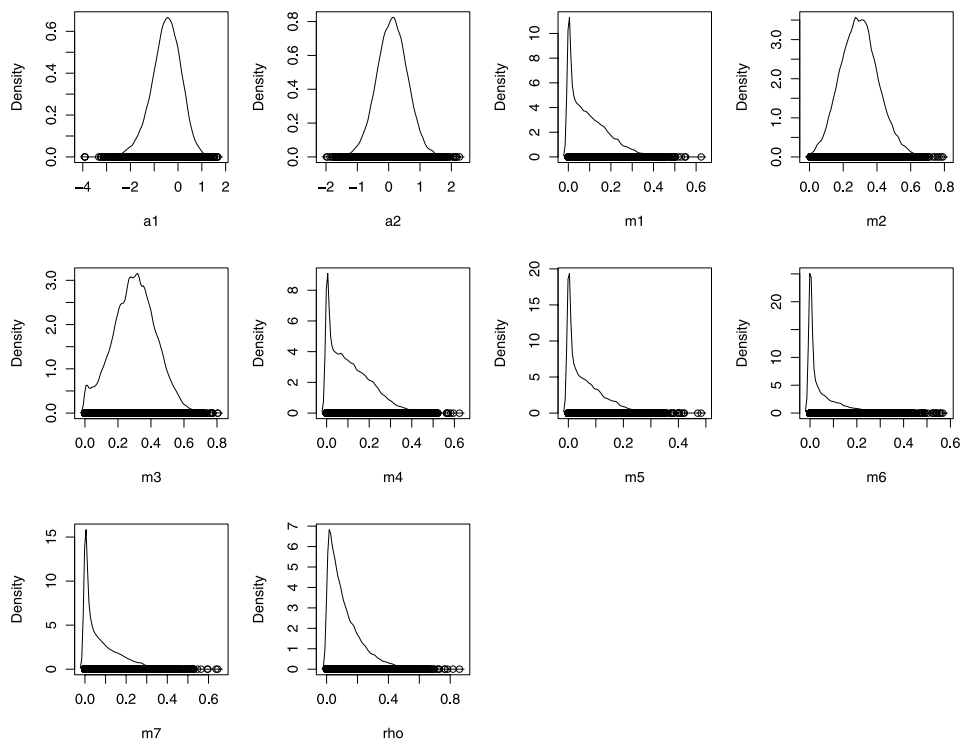 Density
0.0 0.2 0.4 0.6
−4 −2 0 1 2
a1
Density
0.0 0.2 0.4 0.6 0.8
−2 −1 0 1 2
a2
Density
0 2 4 6 8 10
0.0 0.2 0.4 0.6
m1
Density
0.0 1.0 2.0 3.0
0.0 0.2 0.4 0.6 0.8
m2
Density
0.0 1.0 2.0 3.0
0.0 0.2 0.4 0.6 0.8
m3
Density
0 2 4 6 8
0.0 0.2 0.4 0.6
m4
Density
0 5 10 15 20
0.0 0.2 0.4
m5
Density
0 5 10 20
0.0 0.2 0.4 0.6
m6
Density
0 5 10 15
0.0 0.2 0.4 0.6
m7
Density
0 1 2 3 4 5 6 7
0.0 0.4 0.8
rho